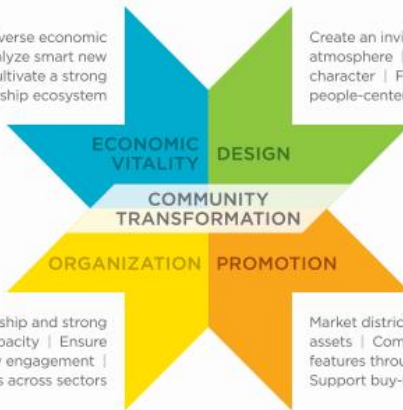 verse economic
alyze smart new
ultivate a strong
ship ecosystem
Create an invi
atmosphere |
character | F
people-center
ECONOMIC
VITALITY
DESIGN
COMMUNITY
TRANSFORMATION
ORGANIZATION
PROMOTION
ship and strong
pacity | Ensure
engagement |
s across sectors
Market distric
assets | Com
features throu
Support buy-